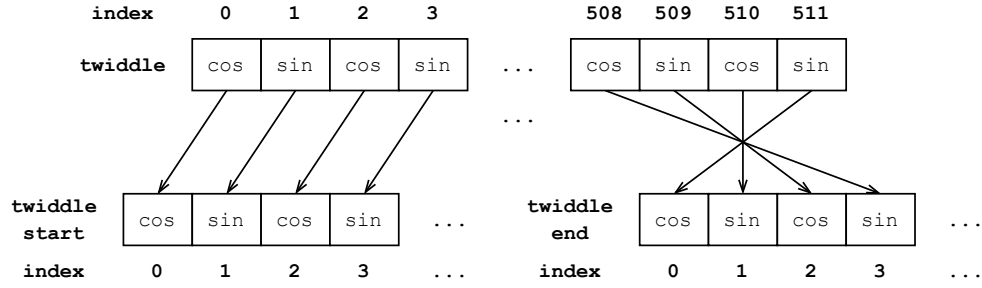 index 0 1 2 3 508 509 510 511
twiddle cos sin cos sin ... cos sin cos sin
...
twiddle start cos sin cos sin ... twiddle end cos sin cos sin ...
index 0 1 2 3 ... index 0 1 2 3 ...